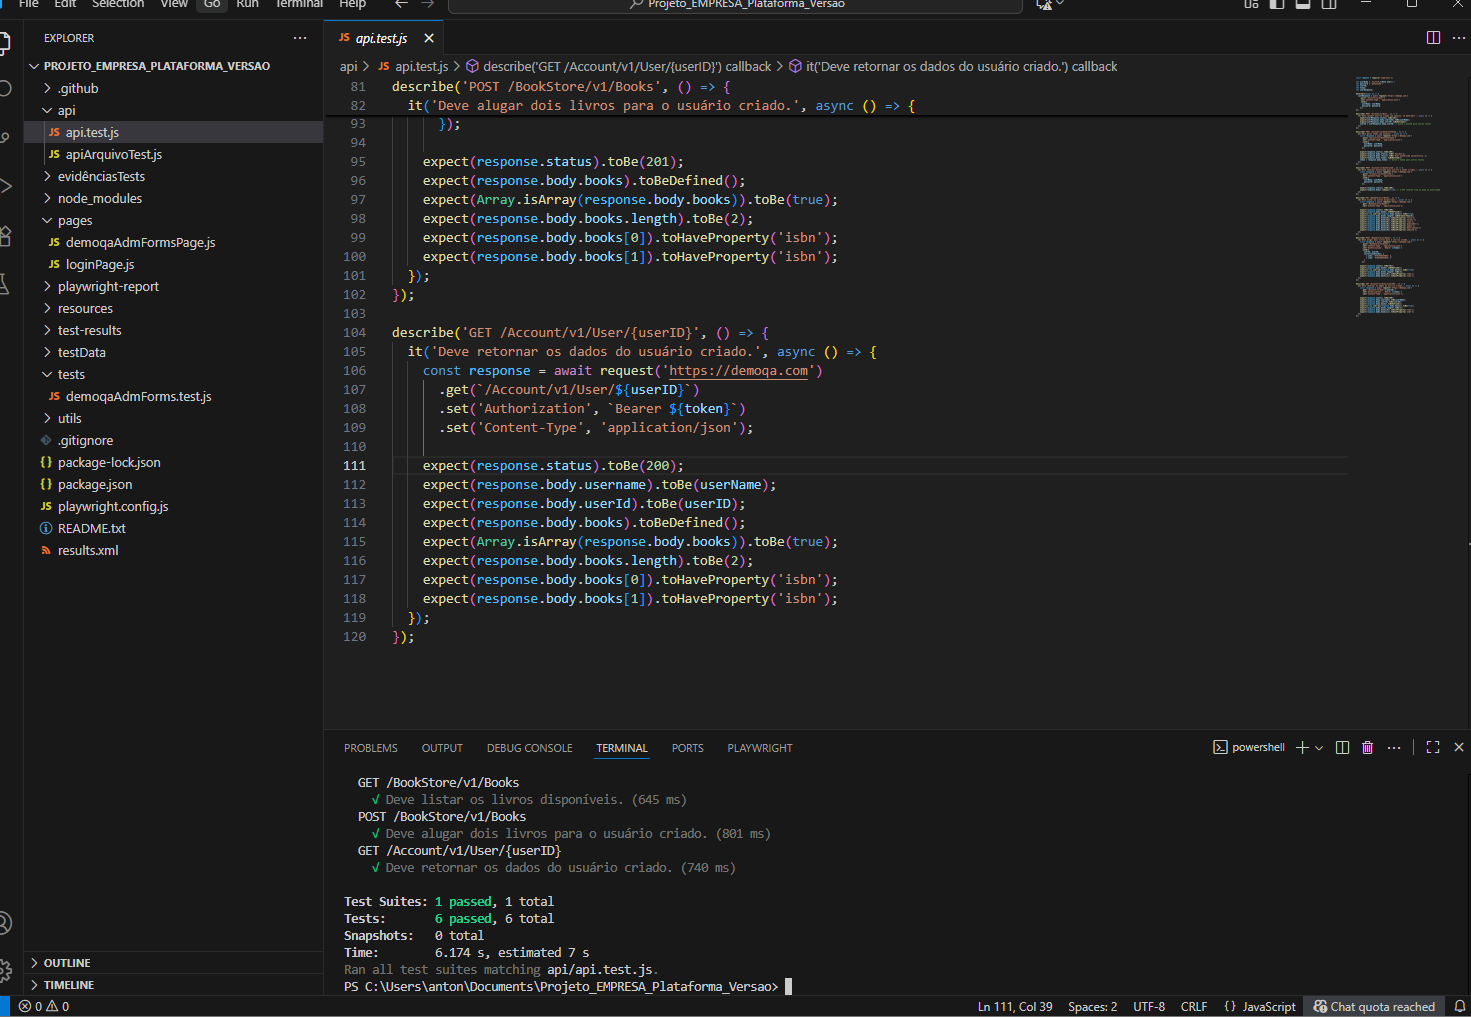 File Edit Selection View Go Run Terminal Help
Projeto_EMPRESA_Plataforma_Versao
EXPLORER
PROJETO_EMPRESA_PLATAFORMA_VERSAO
.github
api
JS api.test.js
JS apiArquivoTest.js
evidênciasTests
node_modules
pages
JS demoqaAdmFormsPage.js
JS loginPage.js
playwright-report
resources
test-results
testData
tests
JS demoqaAdmForms.test.js
utils
.gitignore
{} package-lock.json
{} package.json
JS playwright.config.js
README.txt
results.xml
OUTLINE
TIMELINE
JS api.test.js
api > JS api.test.js > describe('GET /Account/v1/User/{userID}') callback > it('Deve retornar os dados do usuário criado.') callback
81 describe('POST /BookStore/v1/Books', () => {
82 it('Deve alugar dois livros para o usuário criado.', async () => {
93 });
94
95 expect(response.status).toBe(201);
96 expect(response.body.books).toBeDefined();
97 expect(Array.isArray(response.body.books)).toBe(true);
98 expect(response.body.books.length).toBe(2);
99 expect(response.body.books[0]).toHaveProperty('isbn');
100 expect(response.body.books[1]).toHaveProperty('isbn');
101 });
102 });
103
104 describe('GET /Account/v1/User/{userID}', () => {
105 it('Deve retornar os dados do usuário criado.', async () => {
106 const response = await request('https://demoqa.com')
107 .get(`/Account/v1/User/${userID}`)
108 .set('Authorization', `Bearer ${token}`)
109 .set('Content-Type', 'application/json');
110
111 expect(response.status).toBe(200);
112 expect(response.body.username).toBe(userName);
113 expect(response.body.userId).toBe(userID);
114 expect(response.body.books).toBeDefined();
115 expect(Array.isArray(response.body.books)).toBe(true);
116 expect(response.body.books.length).toBe(2);
117 expect(response.body.books[0]).toHaveProperty('isbn');
118 expect(response.body.books[1]).toHaveProperty('isbn');
119 });
120 });
PROBLEMS OUTPUT DEBUG CONSOLE TERMINAL PORTS PLAYWRIGHT
powershell
GET /BookStore/v1/Books
√ Deve listar os livros disponíveis. (645 ms)
POST /BookStore/v1/Books
√ Deve alugar dois livros para o usuário criado. (801 ms)
GET /Account/v1/User/{userID}
√ Deve retornar os dados do usuário criado. (740 ms)
Test Suites: 1 passed, 1 total
Tests: 6 passed, 6 total
Snapshots: 0 total
Time: 6.174 s, estimated 7 s
Ran all test suites matching api/api.test.js.
PS C:\Users\anton\Documents\Projeto_EMPRESA_Plataforma_Versao>
0 0
Ln 111, Col 39 Spaces: 2 UTF-8 CRLF {} JavaScript Chat quota reached